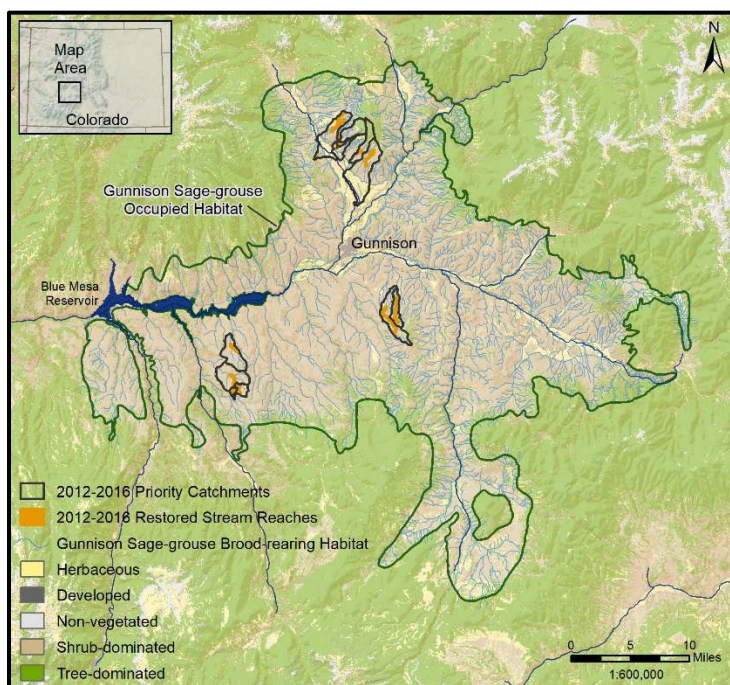 Map
Area
Colorado
N
Gunnison Sage-grouse
Occupied Habitat
Gunnison
Blue Mesa
Reservoir
2012-2016 Priority Catchments
2012-2016 Restored Stream Reaches
Gunnison Sage-grouse Brood-rearing Habitat
Herbaceous
Developed
Non-vegetated
Shrub-dominated
Tree-dominated
0 5 10
Miles
1:600,000